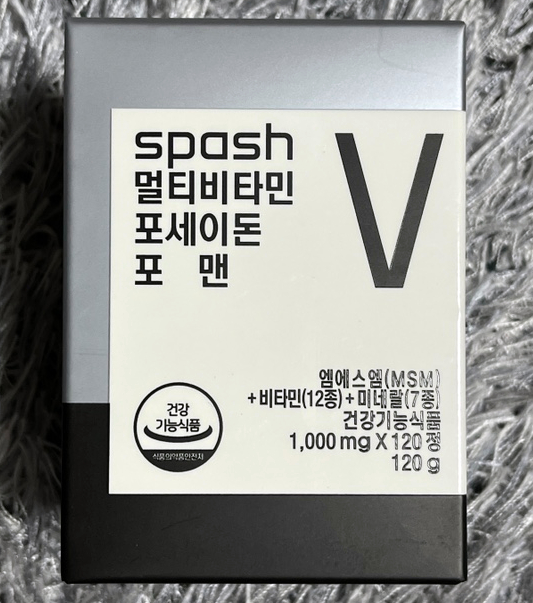 spash
멀티비타민
포세이돈
포 맨
V
엠에스엠(MSM)
+비타민(12종)+미네랄(7종)
건강기능식품
1,000 mg X 120 정
120 g
건강
기능식품
식품의약품안전처